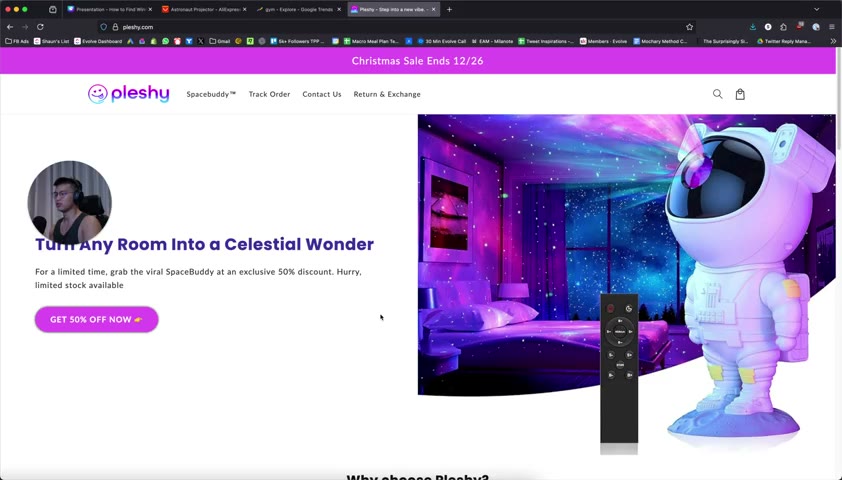 Presentation - How to Find Win
Astronaut Projector - AliExpres
gym - Explore - Google Trends
Pleshy - Step into a new vibe.
pleshy.com
FB Ads
Shaun's List
Evolve Dashboard
Gmail
5k+ Followers TPP
Macro Meal Plan Te
30 Min Evolve Call
EAM - Milanote
Tweet Inspirations
Members - Evolve
Mochary Method C
The Surprisingly Si
Twitter Reply Mana
Christmas Sale Ends 12/26
pleshy
Spacebuddy™
Track Order
Contact Us
Return & Exchange
Turn Any Room Into a Celestial Wonder
For a limited time, grab the viral SpaceBuddy at an exclusive 50% discount. Hurry,
limited stock available
GET 50% OFF NOW 👉
Why choose Pleshy?